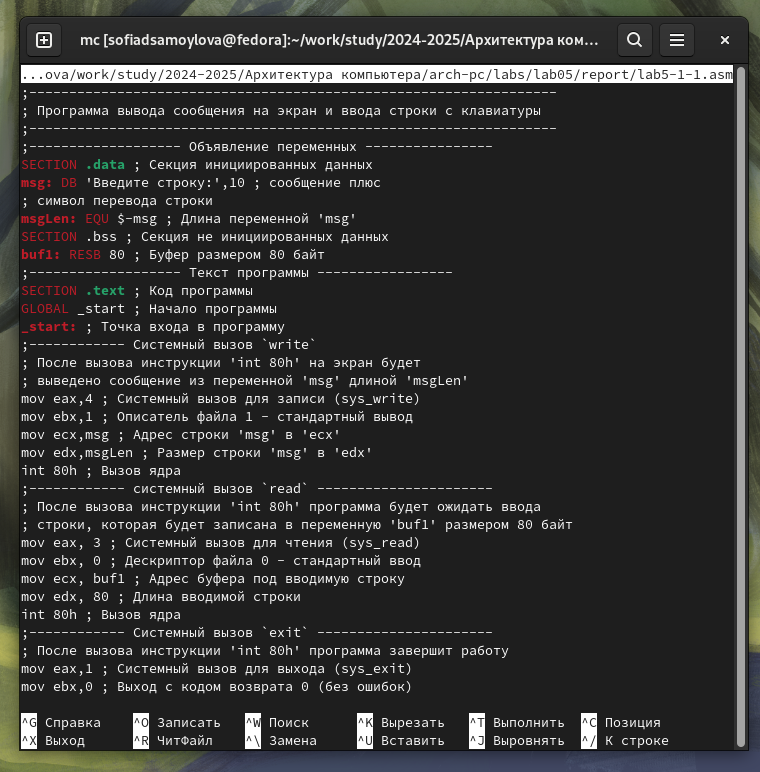 mc [sofiadsamoylova@fedora]:~/work/study/2024-2025/Архитектура ком...
...ova/work/study/2024-2025/Архитектура компьютера/arch-pc/labs/lab05/report/lab5-1-1.asm
;------------------------------------------------------------------
; Программа вывода сообщения на экран и ввода строки с клавиатуры
;------------------------------------------------------------------
;------------------- Объявление переменных ----------------
SECTION .data ; Секция инициированных данных
msg: DB 'Введите строку:',10 ; сообщение плюс
; символ перевода строки
msgLen: EQU $-msg ; Длина переменной 'msg'
SECTION .bss ; Секция не инициированных данных
buf1: RESB 80 ; Буфер размером 80 байт
;------------------- Текст программы -----------------
SECTION .text ; Код программы
GLOBAL _start ; Начало программы
_start: ; Точка входа в программу
;------------ Системный вызов `write`
; После вызова инструкции 'int 80h' на экран будет
; выведено сообщение из переменной 'msg' длиной 'msgLen'
mov eax,4 ; Системный вызов для записи (sys_write)
mov ebx,1 ; Описатель файла 1 - стандартный вывод
mov ecx,msg ; Адрес строки 'msg' в 'ecx'
mov edx,msgLen ; Размер строки 'msg' в 'edx'
int 80h ; Вызов ядра
;------------ системный вызов `read` ----------------------
; После вызова инструкции 'int 80h' программа будет ожидать ввода
; строки, которая будет записана в переменную 'buf1' размером 80 байт
mov eax, 3 ; Системный вызов для чтения (sys_read)
mov ebx, 0 ; Дескриптор файла 0 - стандартный ввод
mov ecx, buf1 ; Адрес буфера под вводимую строку
mov edx, 80 ; Длина вводимой строки
int 80h ; Вызов ядра
;------------ Системный вызов `exit` ----------------------
; После вызова инструкции 'int 80h' программа завершит работу
mov eax,1 ; Системный вызов для выхода (sys_exit)
mov ebx,0 ; Выход с кодом возврата 0 (без ошибок)
^G Справка ^O Записать ^W Поиск ^K Вырезать ^T Выполнить ^C Позиция
^X Выход ^R ЧитФайл ^\ Замена ^U Вставить ^J Выровнять ^/ К строке